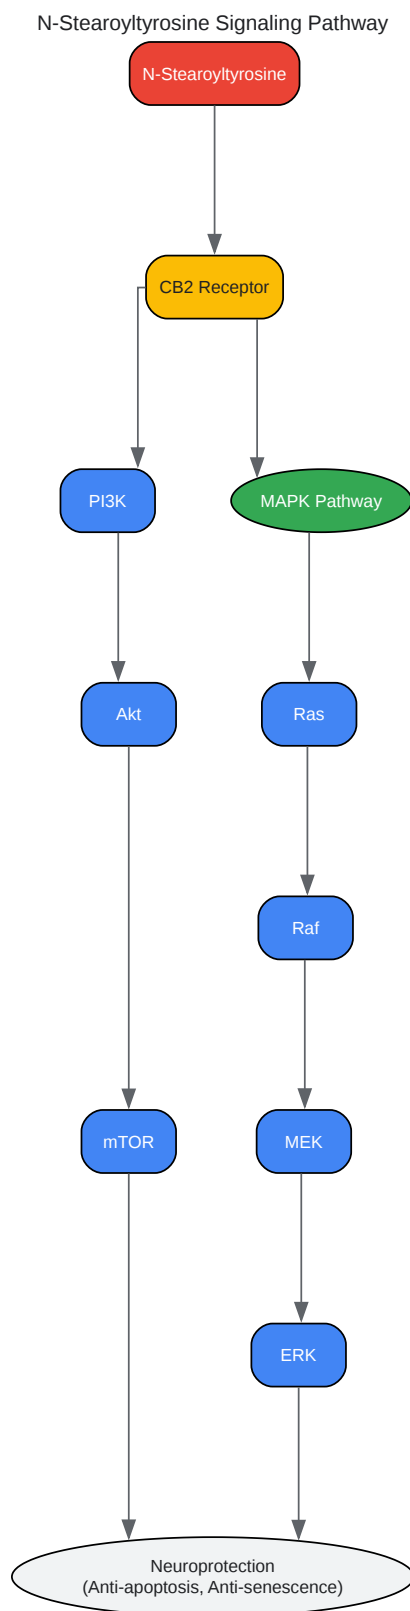 N-Stearoyltyrosine Signaling Pathway
N-Stearoyltyrosine
CB2 Receptor
PI3K
MAPK Pathway
Akt
Ras
Raf
mTOR
MEK
ERK
Neuroprotection
(Anti-apoptosis, Anti-senescence)